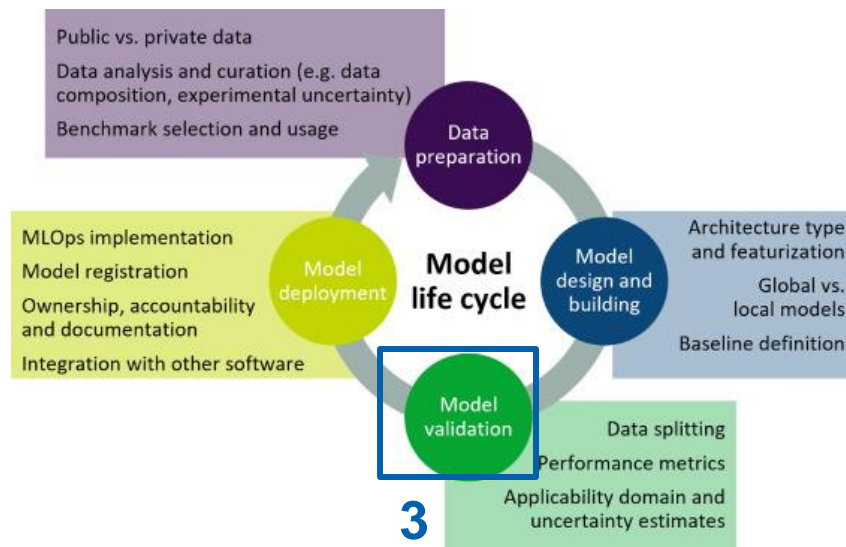 Public vs. private data
Data analysis and curation (e.g. data
composition, experimental uncertainty)
Benchmark selection and usage
Data
preparation
MLOps implementation
Model registration
Ownership, accountability
and documentation
Integration with other software
Model
deployment
Model
life cycle
Model
design and
building
Architecture type
and featurization
Global vs.
local models
Baseline definition
Model
validation
Data splitting
Performance metrics
Applicability domain and
uncertainty estimates
3